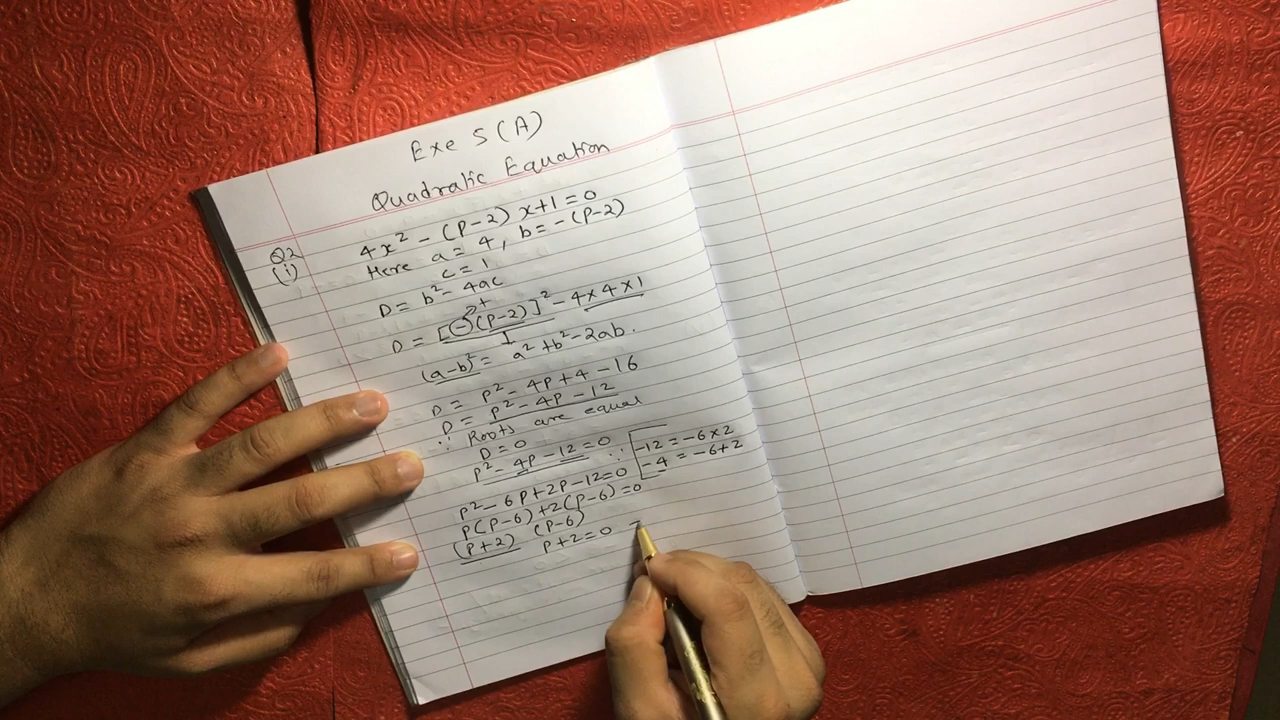 Exe 5 (A)
Quadratic Equation
Q2 4x² - (P-2) x+1 = 0
(i) Here a = 4, b = -(P-2)
c = 1
D = b² - 4ac
+
D = [-(P-2)]² - 4×4×1
(a-b)² = a² + b² - 2ab.
D = P² - 4P + 4 - 16
D = P² - 4P - 12
∵ Roots are equal
D = 0
P² - 4P - 12 = 0 ∵ -12 = -6×2
-4 = -6+2
P² - 6P + 2P - 12 = 0
P(P-6) + 2(P-6) = 0
(P+2) (P-6)
P+2 = 0